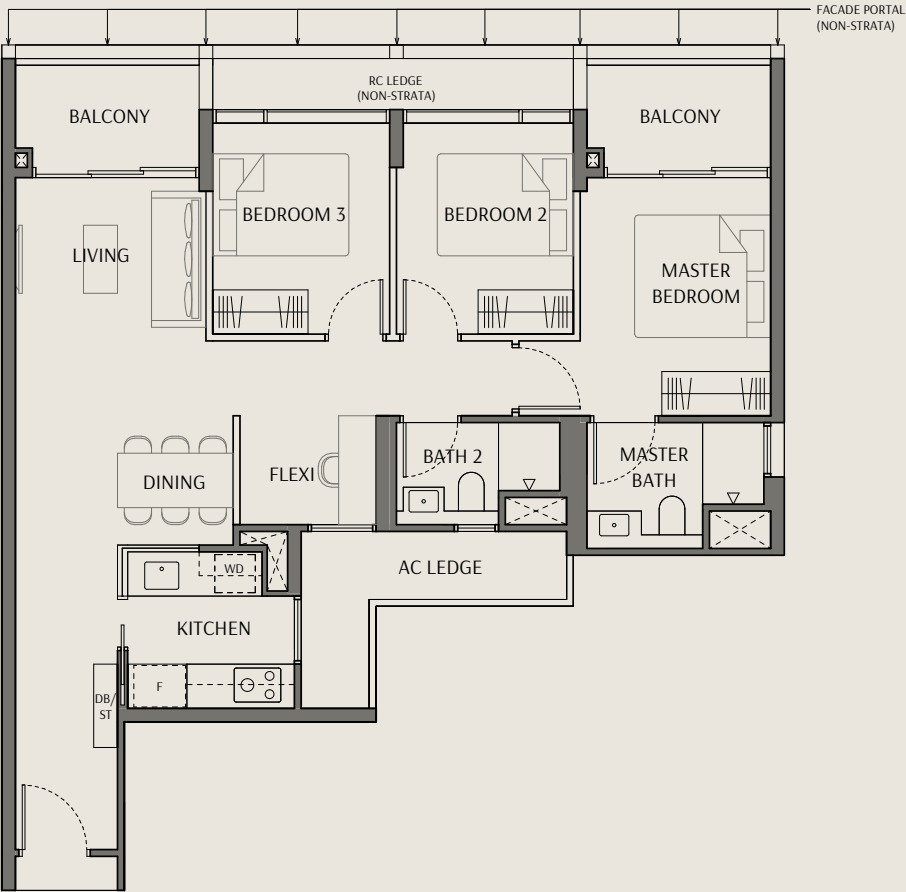 FACADE PORTAL
(NON-STRATA)
RC LEDGE
(NON-STRATA)
BALCONY
BALCONY
BEDROOM 3
BEDROOM 2
LIVING
MASTER
BEDROOM
BATH 2
MASTER
BATH
FLEXI
DINING
AC LEDGE
WD
KITCHEN
F
DB/
ST